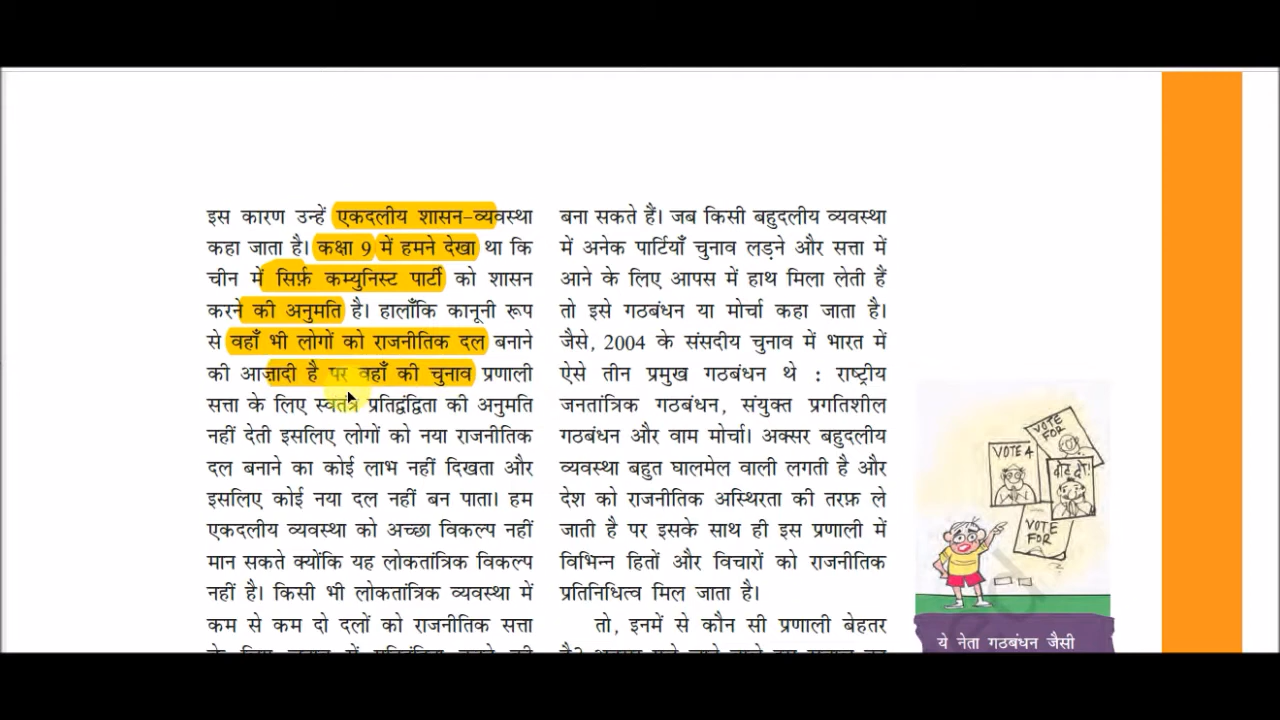 इस कारण उन्हें एकदलीय शासन-व्यवस्था
कहा जाता है। कक्षा 9 में हमने देखा था कि
चीन में सिर्फ़ कम्युनिस्ट पार्टी को शासन
करने की अनुमति है। हालाँकि कानूनी रूप
से वहाँ भी लोगों को राजनीतिक दल बनाने
की आज़ादी है पर वहाँ की चुनाव प्रणाली
सत्ता के लिए स्वतंत्र प्रतिद्वंद्विता की अनुमति
नहीं देती इसलिए लोगों को नया राजनीतिक
दल बनाने का कोई लाभ नहीं दिखता और
इसलिए कोई नया दल नहीं बन पाता। हम
एकदलीय व्यवस्था को अच्छा विकल्प नहीं
मान सकते क्योंकि यह लोकतांत्रिक विकल्प
नहीं है। किसी भी लोकतांत्रिक व्यवस्था में
कम से कम दो दलों को राजनीतिक सत्ता
बना सकते हैं। जब किसी बहुदलीय व्यवस्था
में अनेक पार्टियाँ चुनाव लड़ने और सत्ता में
आने के लिए आपस में हाथ मिला लेती हैं
तो इसे गठबंधन या मोर्चा कहा जाता है।
जैसे, 2004 के संसदीय चुनाव में भारत में
ऐसे तीन प्रमुख गठबंधन थे : राष्ट्रीय
जनतांत्रिक गठबंधन, संयुक्त प्रगतिशील
गठबंधन और वाम मोर्चा। अक्सर बहुदलीय
व्यवस्था बहुत घालमेल वाली लगती है और
देश को राजनीतिक अस्थिरता की तरफ़ ले
जाती है पर इसके साथ ही इस प्रणाली में
विभिन्न हितों और विचारों को राजनीतिक
प्रतिनिधित्व मिल जाता है।
तो, इनमें से कौन सी प्रणाली बेहतर
VOTE FOR
VOTE 4
वोट दो!
VOTE
FOR
ये नेता गठबंधन जैसी